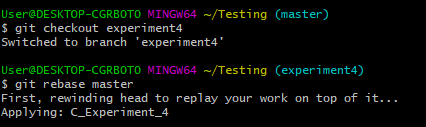 User@DESKTOP-CGRBOTO MINGW64 ~/Testing (master)
$ git checkout experiment4
Switched to branch 'experiment4'
User@DESKTOP-CGRBOTO MINGW64 ~/Testing (experiment4)
$ git rebase master
First, rewinding head to replay your work on top of it...
Applying: C_Experiment_4